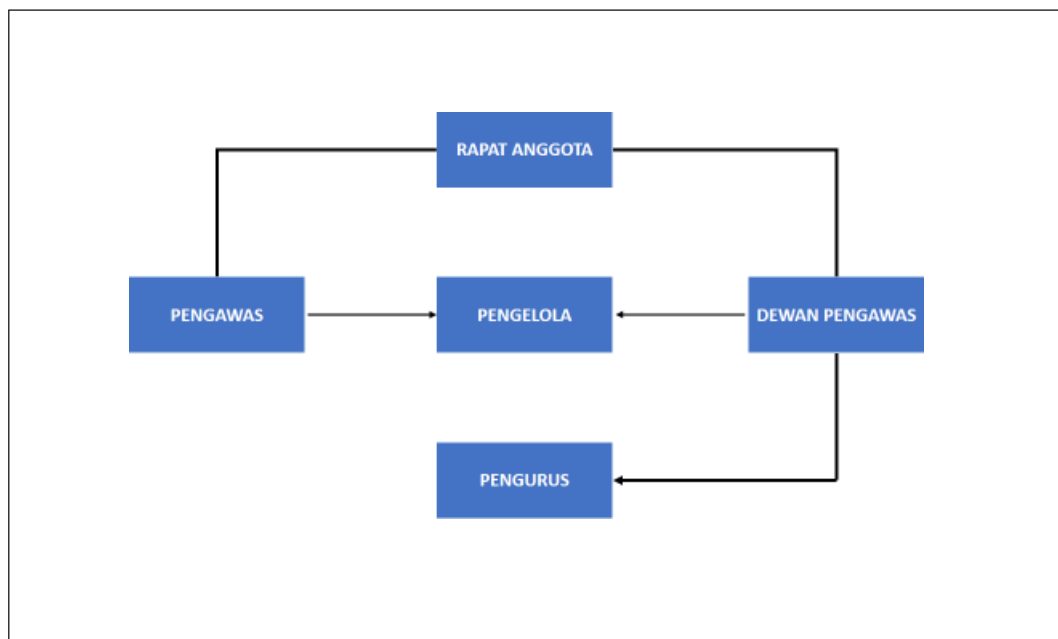 RAPAT ANGGOTA
PENGAWAS
PENGELOLA
DEWAN PENGAWAS
PENGURUS